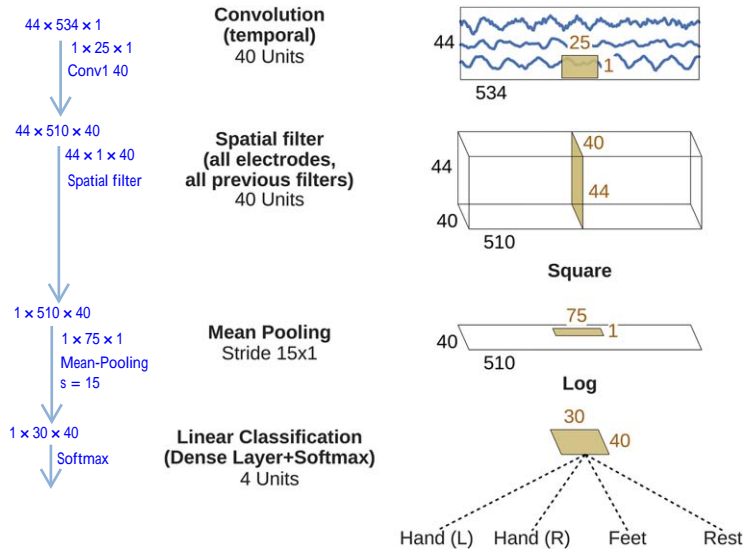 44 × 534 × 1
1 × 25 × 1
Conv1 40
44 × 510 × 40
44 × 1 × 40
Spatial filter
1 × 510 × 40
1 × 75 × 1
Mean-Pooling
s = 15
1 × 30 × 40
Softmax
Convolution
(temporal)
40 Units
Spatial filter
(all electrodes,
all previous filters)
40 Units
Mean Pooling
Stride 15x1
Linear Classification
(Dense Layer+Softmax)
4 Units
44
25
1
534
44
40
44
40
510
Square
75
1
40
510
Log
30
40
Hand (L) Hand (R) Feet Rest